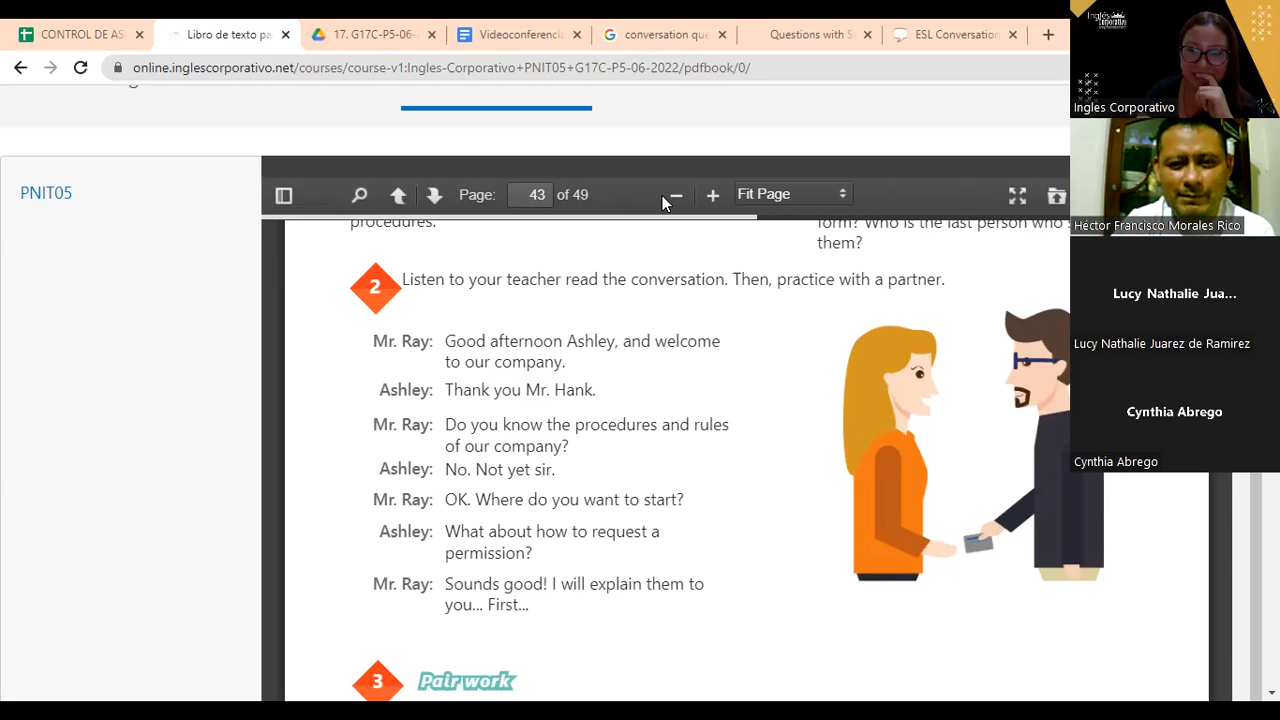 CONTROL DE AS
Libro de texto pa
17. G17C-P5-09
Videoconferencia
conversation que
Questions with S
ESL Conversation
online.inglescorporativo.net/courses/course-v1:Ingles-Corporativo+PNIT05+G17C-P5-06-2022/pdfbook/0/
PNIT05
Page: 43 of 49
Fit Page
procedures.
form? Who is the last person who
them?
2 Listen to your teacher read the conversation. Then, practice with a partner.
Mr. Ray: Good afternoon Ashley, and welcome
to our company.
Ashley: Thank you Mr. Hank.
Mr. Ray: Do you know the procedures and rules
of our company?
Ashley: No. Not yet sir.
Mr. Ray: OK. Where do you want to start?
Ashley: What about how to request a
permission?
Mr. Ray: Sounds good! I will explain them to
you... First...
3 Pair work
Inglés
Corporativo
Ingles Corporativo
Héctor Francisco Morales Rico
Lucy Nathalie Jua...
Lucy Nathalie Juarez de Ramirez
Cynthia Abrego
Cynthia Abrego